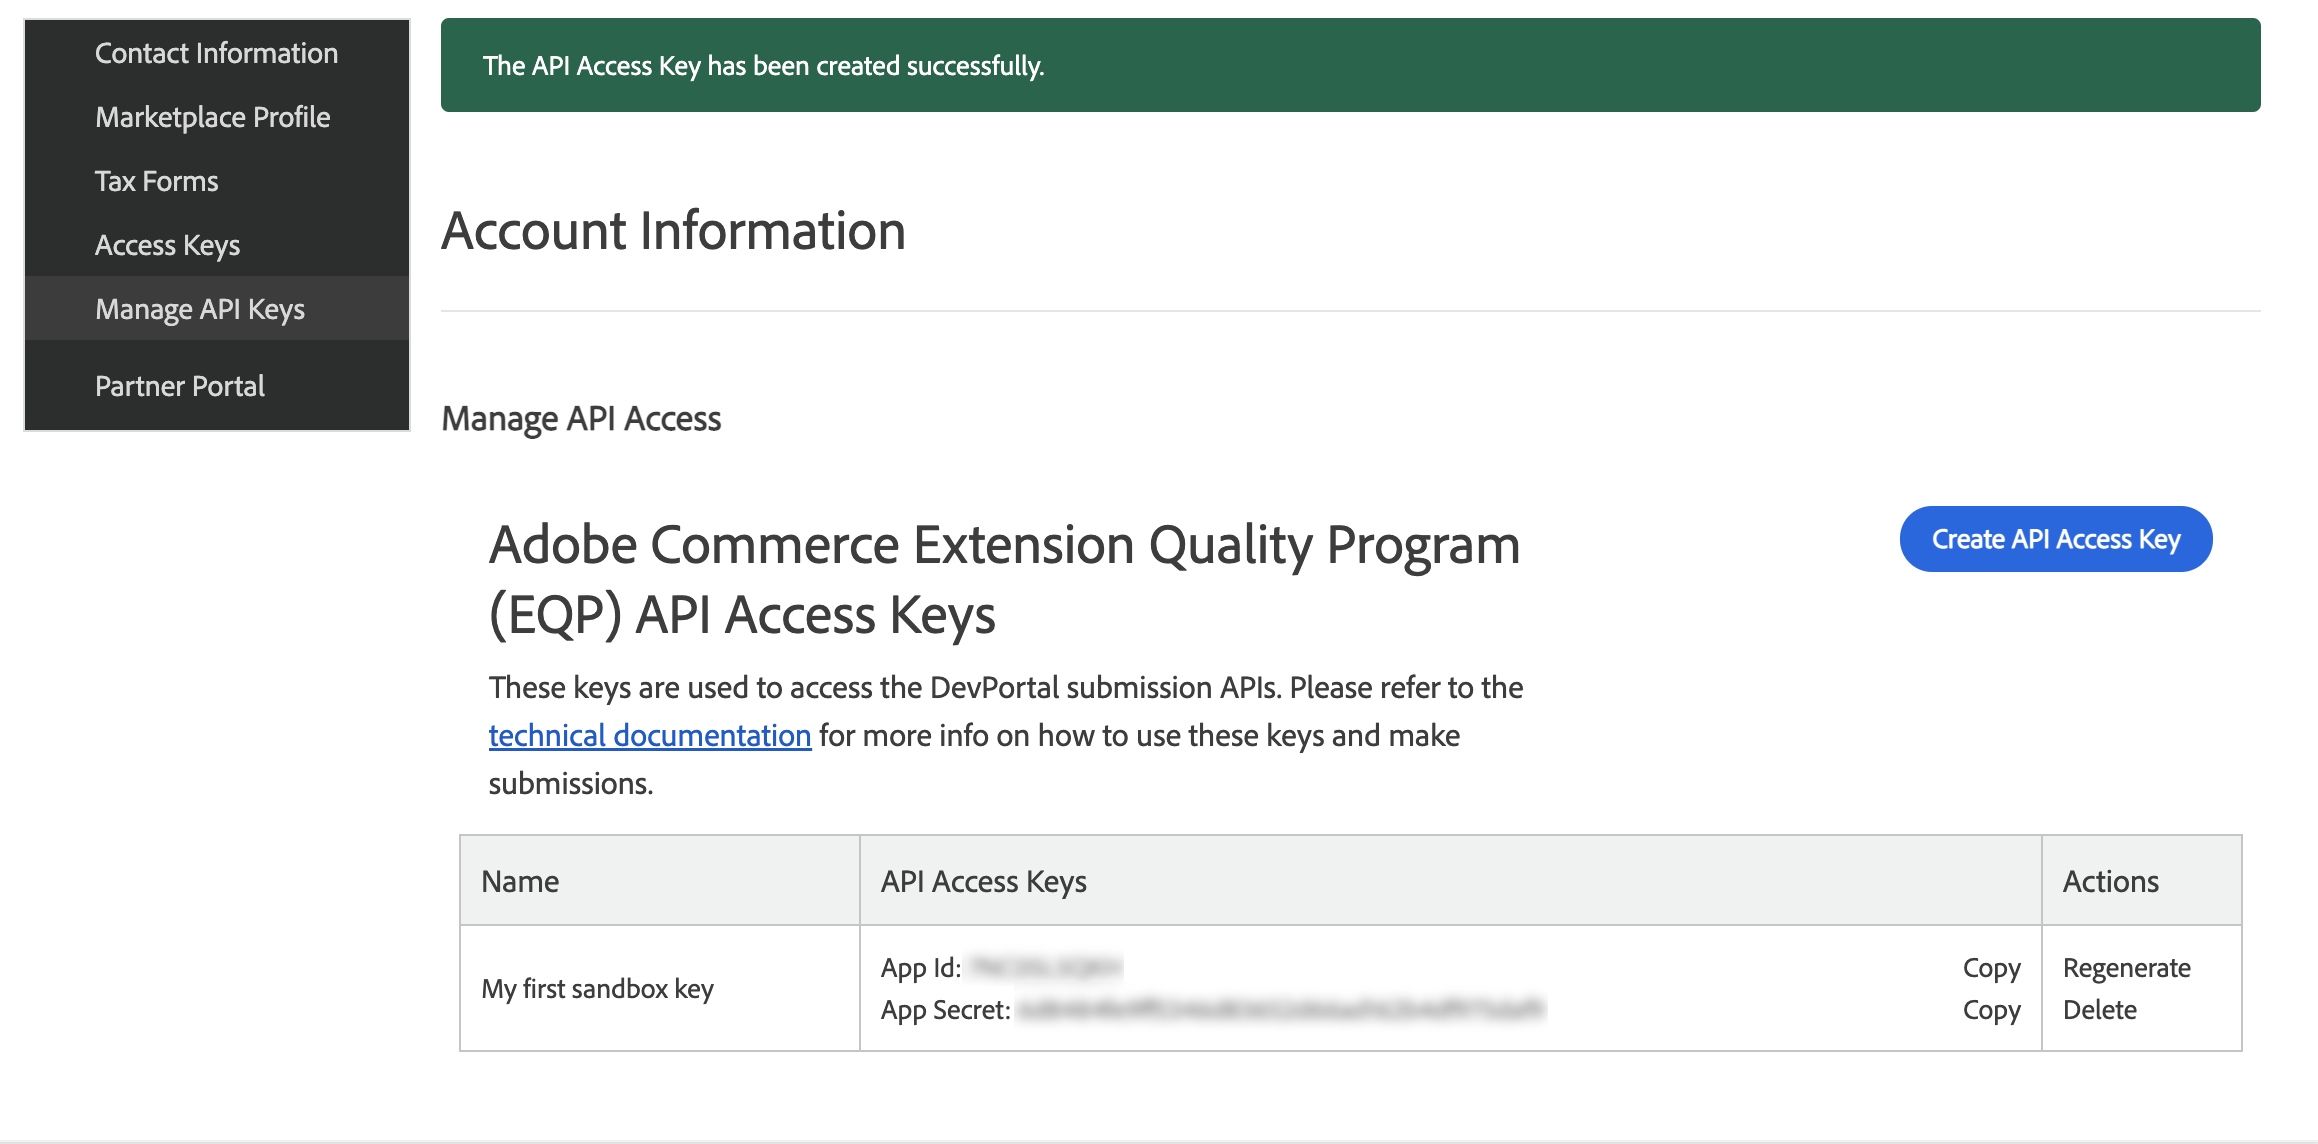 Contact Information
Marketplace Profile
Tax Forms
Access Keys
Manage API Keys
Partner Portal
The API Access Key has been created successfully.
Account Information
Manage API Access
Adobe Commerce Extension Quality Program
(EQP) API Access Keys
Create API Access Key
These keys are used to access the DevPortal submission APIs. Please refer to the
technical documentation for more info on how to use these keys and make
submissions.
Name API Access Keys Actions
My first sandbox key
App Id: Copy Regenerate
App Secret: Copy Delete